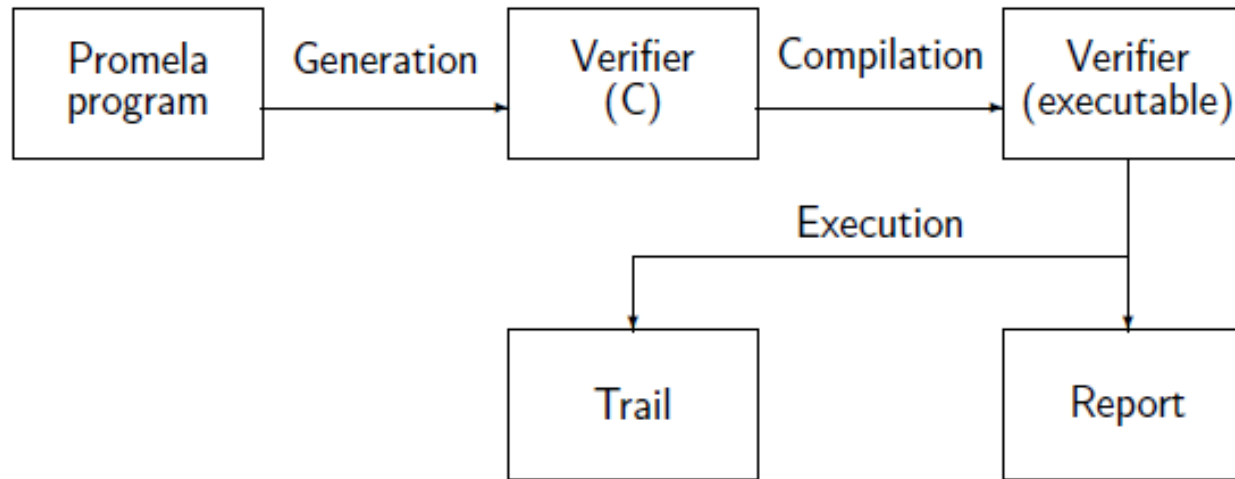 Promela
program
Generation
Verifier
(C)
Compilation
Verifier
(executable)
Execution
Trail
Report